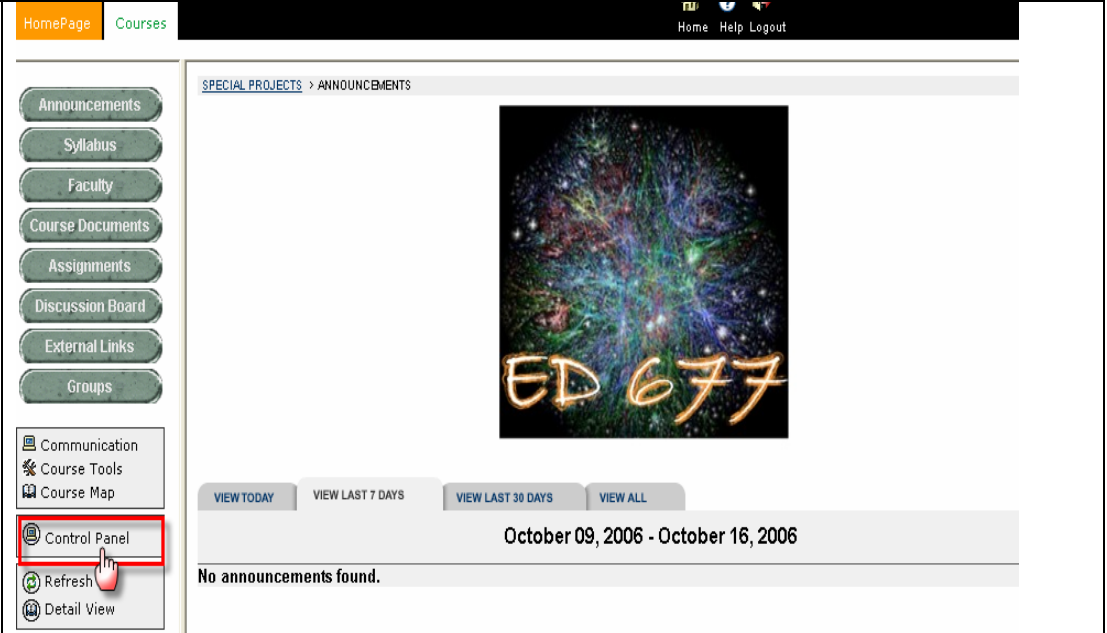 HomePage Courses
Home Help Logout
SPECIAL PROJECTS > ANNOUNCEMENTS
Announcements
Syllabus
Faculty
Course Documents
Assignments
Discussion Board
External Links
Groups
Communication
Course Tools
Course Map
Control Panel
Refresh
Detail View
ED 677
VIEW TODAY VIEW LAST 7 DAYS VIEW LAST 30 DAYS VIEW ALL
October 09, 2006 - October 16, 2006
No announcements found.